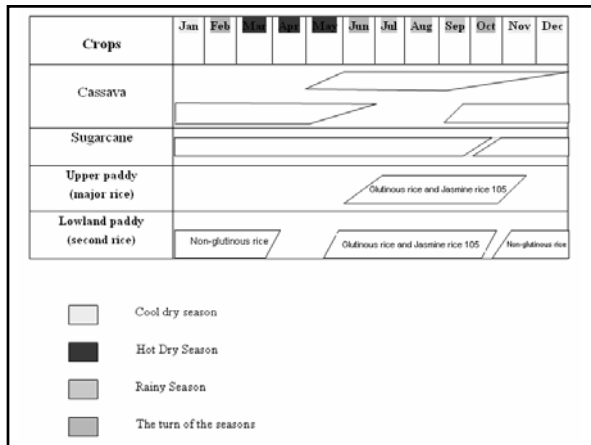 Crops Jan Feb Mar Apr May Jun Jul Aug Sep Oct Nov Dec
Cassava
Sugarcane
Upper paddy
(major rice)
Glutinous rice and Jasmine rice 105
Lowland paddy
(second rice)
Non-glutinous rice Glutinous rice and Jasmine rice 105 Non-glutinous rice
Cool dry season
Hot Dry Season
Rainy Season
The turn of the seasons